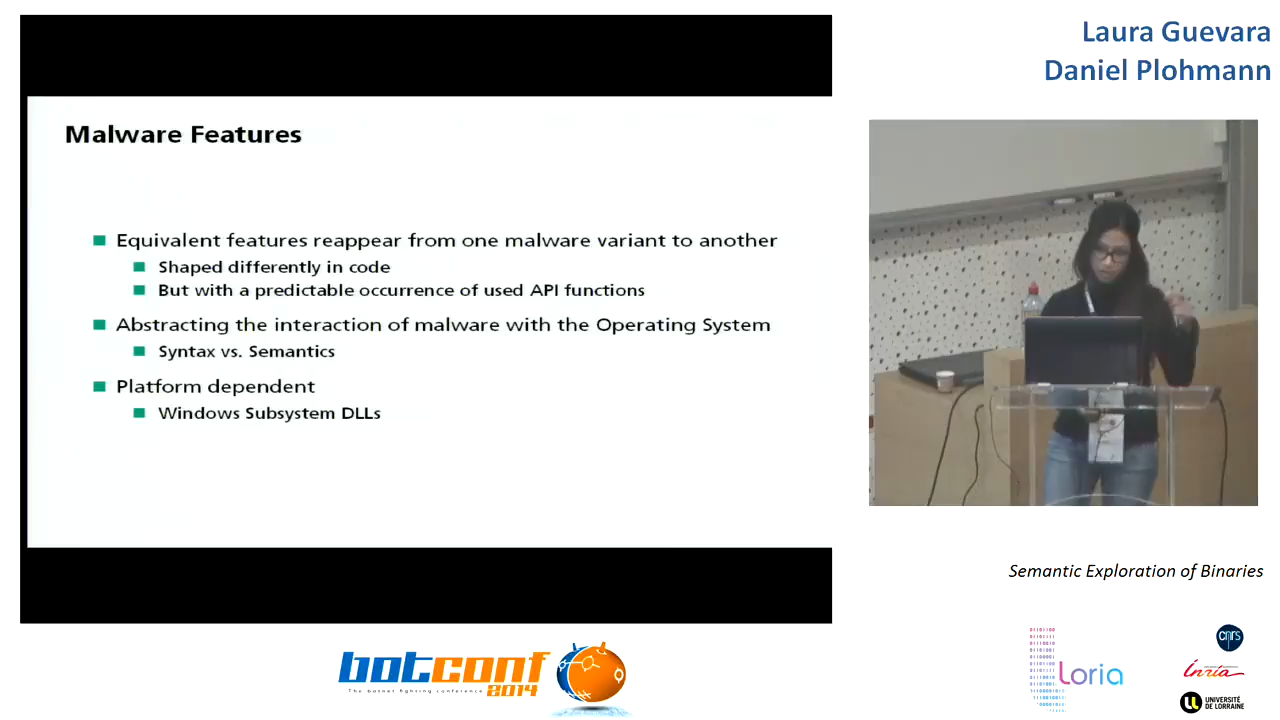 Laura Guevara
Daniel Plohmann
Malware Features
Equivalent features reappear from one malware variant to another
Shaped differently in code
But with a predictable occurrence of used API functions
Abstracting the interaction of malware with the Operating System
Syntax vs. Semantics
Platform dependent
Windows Subsystem DLLs
Semantic Exploration of Binaries
botconf
The botnet fighting conference
2014
Loria
cnrs
inria
UNIVERSITÉ
DE LORRAINE